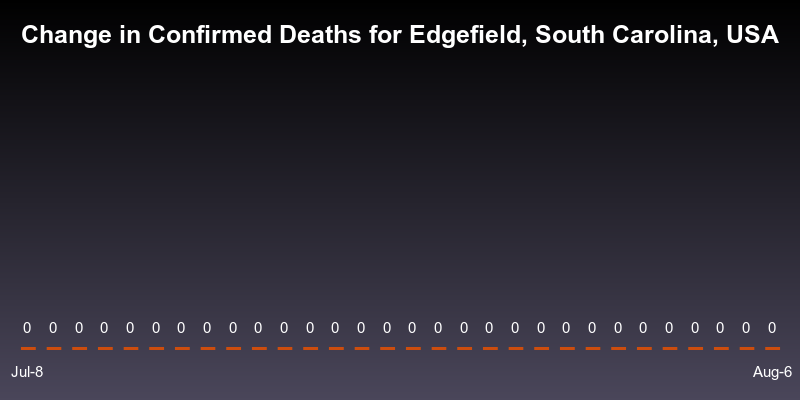 Change in Confirmed Deaths for Edgefield, South Carolina, USA
0 0 0 0 0 0 0 0 0 0 0 0 0 0 0 0 0 0 0 0 0 0 0 0 0 0 0 0 0 0
Jul-8 Aug-6